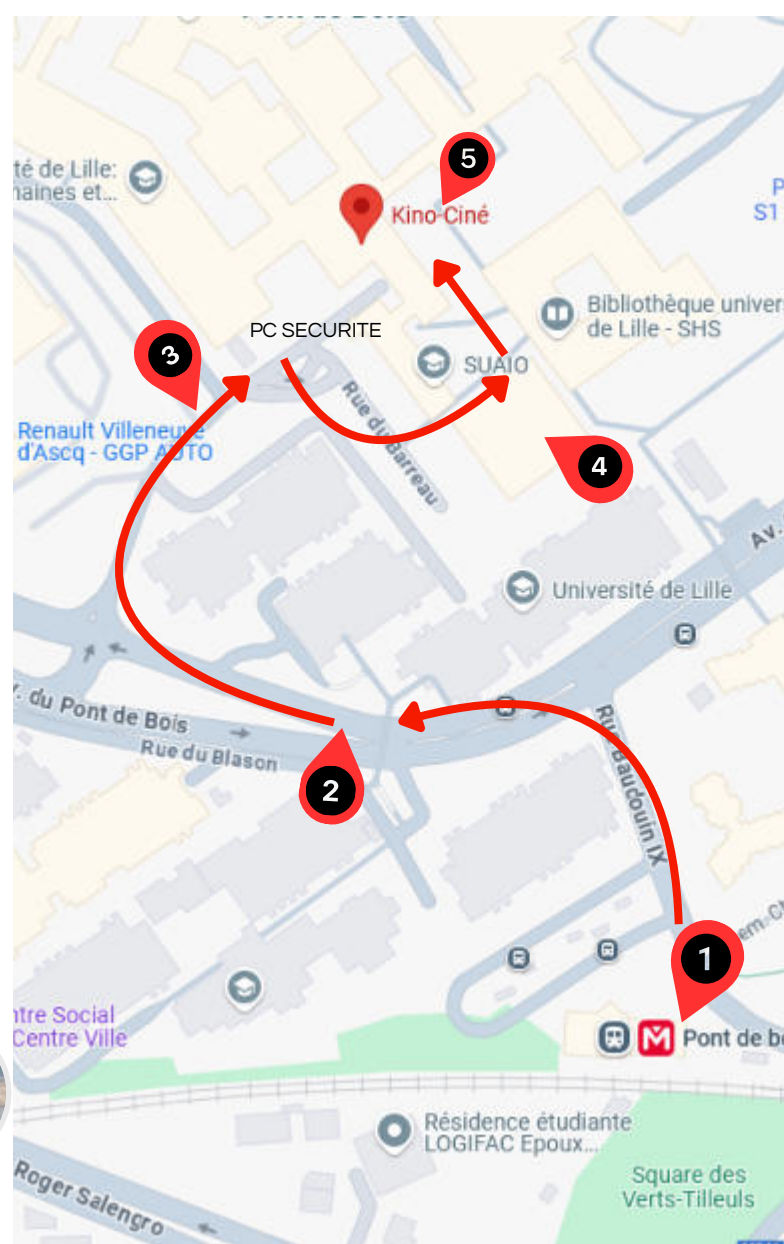 Pont de Bois
té de Lille:
naines et...
5
Kino-Ciné
P
S1
Bibliothèque univer
de Lille - SHS
PC SECURITE
3
SUAIO
Rue du Barreau
Renault Villeneuve
d'Ascq - GGP AUTO
4
Av.
Université de Lille
. du Pont de Bois
Rue du Blason
2
Rue Baudouin IX
1
em. Ch
M
Pont de bo
ntre Social
Centre Ville
Résidence étudiante
LOGIFAC Epoux...
Roger Salengro
Square des
Verts-Tilleuls